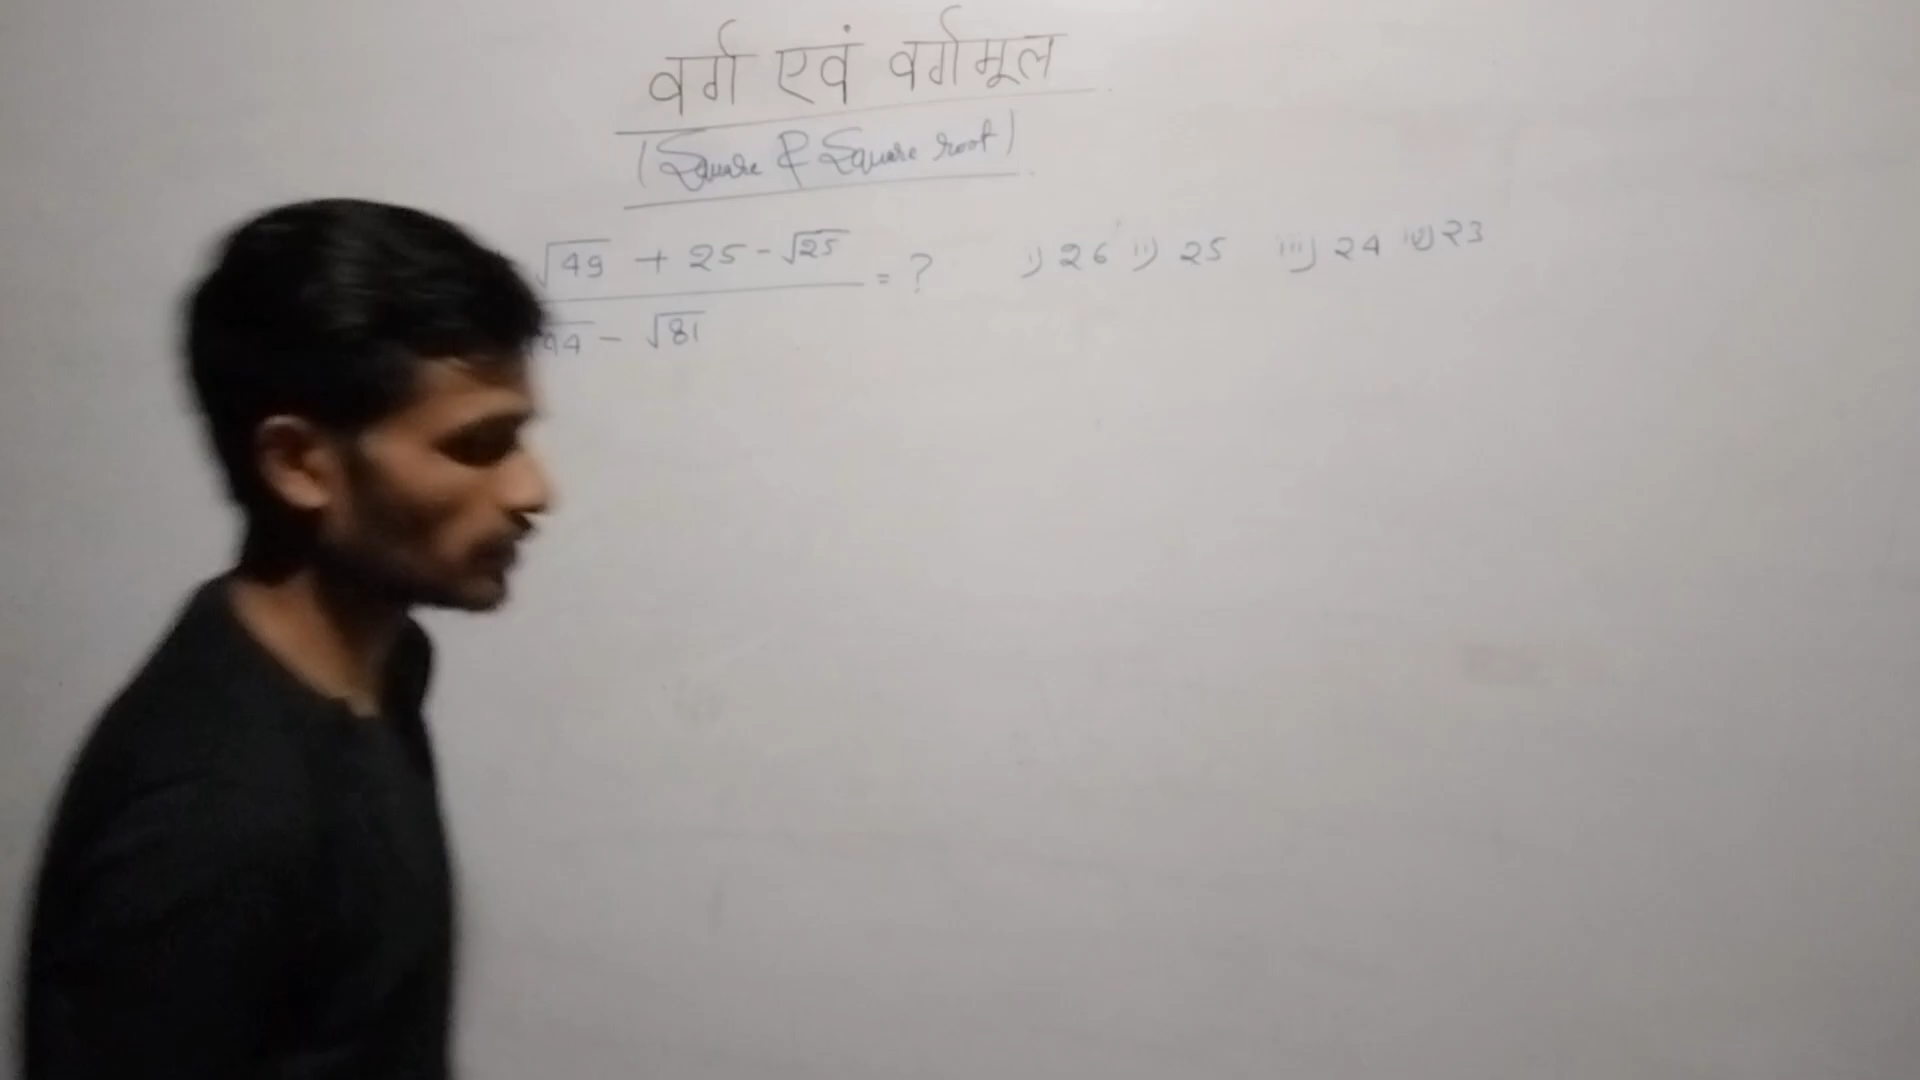 वर्ग एवं वर्गमूल
(Square & Square root)
√49 + 25 - √25 = ? i) 26 ii) 25 iii) 24 iv) 23
44 - √81